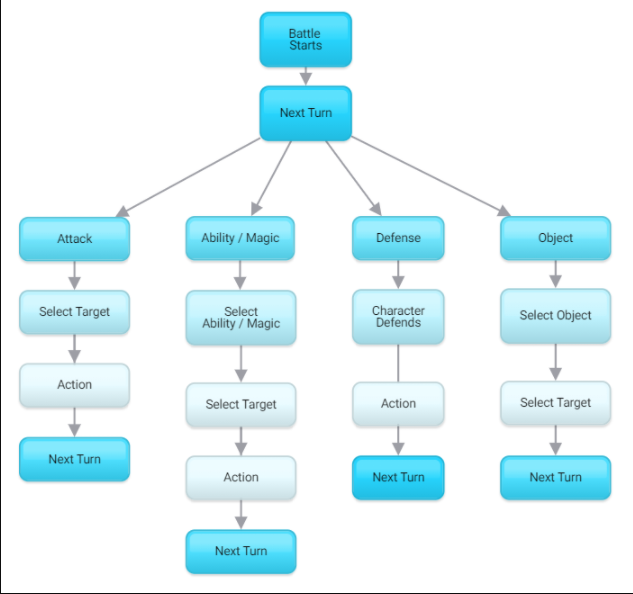 Battle
Starts
Next Turn
Attack
Ability / Magic
Defense
Object
Select Target
Select
Ability / Magic
Character
Defends
Select Object
Action
Select Target
Action
Select Target
Next Turn
Action
Next Turn
Next Turn
Next Turn